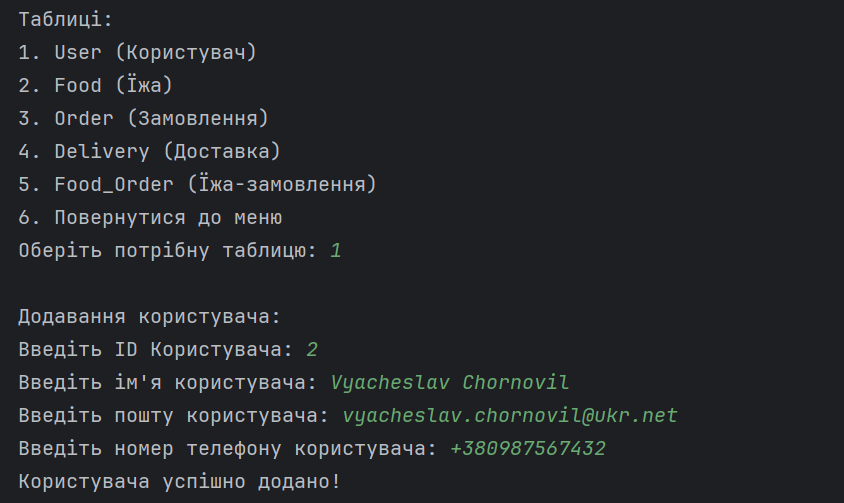 Таблиці:
1. User (Користувач)
2. Food (Їжа)
3. Order (Замовлення)
4. Delivery (Доставка)
5. Food_Order (Їжа-замовлення)
6. Повернутися до меню
Оберіть потрібну таблицю: 1
Додавання користувача:
Введіть ID Користувача: 2
Введіть ім'я користувача: Vyacheslav Chornovil
Введіть пошту користувача: vyacheslav.chornovil@ukr.net
Введіть номер телефону користувача: +380987567432
Користувача успішно додано!